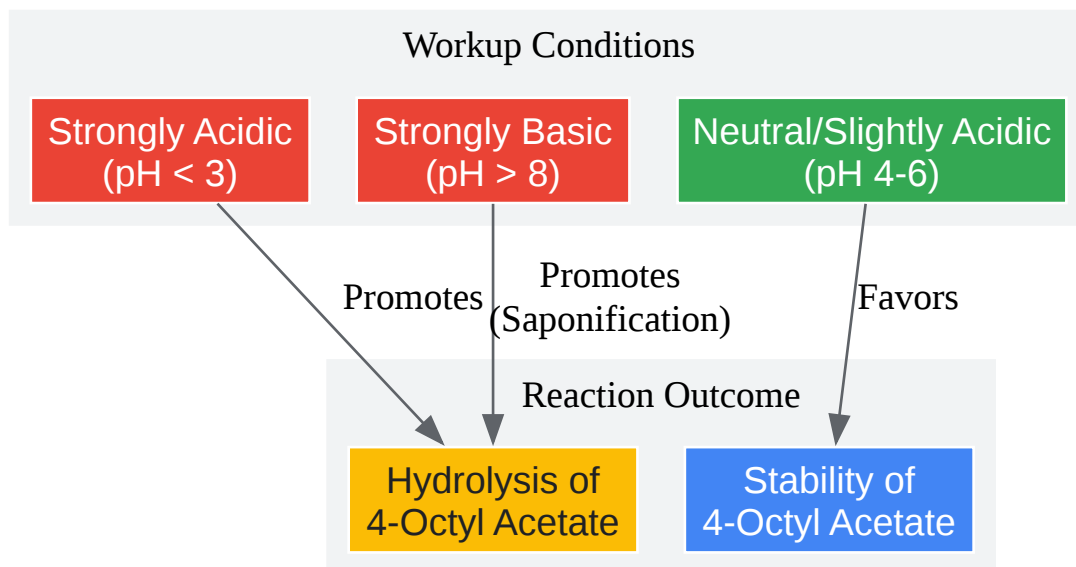 Workup Conditions
Strongly Acidic
(pH < 3)
Strongly Basic
(pH > 8)
Neutral/Slightly Acidic
(pH 4-6)
Promotes
Promotes
(Saponification)
Favors
Reaction Outcome
Hydrolysis of
4-Octyl Acetate
Stability of
4-Octyl Acetate